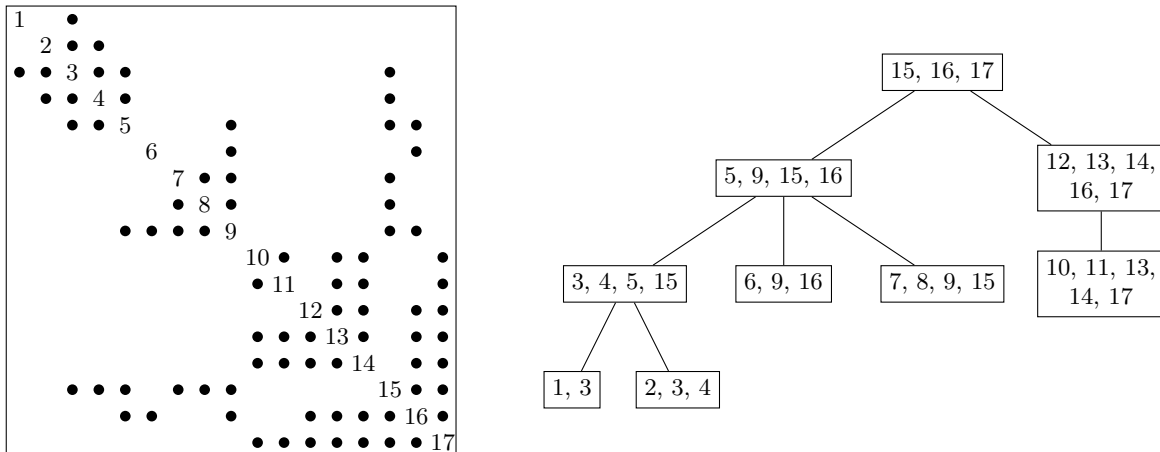 1
2
3
4
5
6
7
8
9
10
11
12
13
14
15
16
17
15, 16, 17
5, 9, 15, 16
12, 13, 14,
16, 17
3, 4, 5, 15
6, 9, 16
7, 8, 9, 15
10, 11, 13,
14, 17
1, 3
2, 3, 4